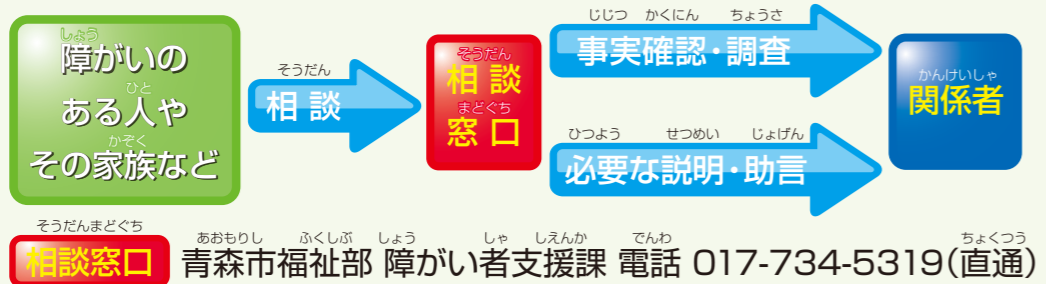 しょう
障がいの
ひと
ある人や
かぞく
その家族など
そうだん
相談
そうだん
相談
まどぐち
窓口
じじつ かくにん ちょうさ
事実確認・調査
ひつよう せつめい じょげん
必要な説明・助言
かんけいしゃ
関係者
そうだんまどぐち
相談窓口
あおもりし ふくしぶ しょう しゃ しえんか でんわ ちょくつう
青森市福祉部 障がい者支援課 電話 017-734-5319(直通)